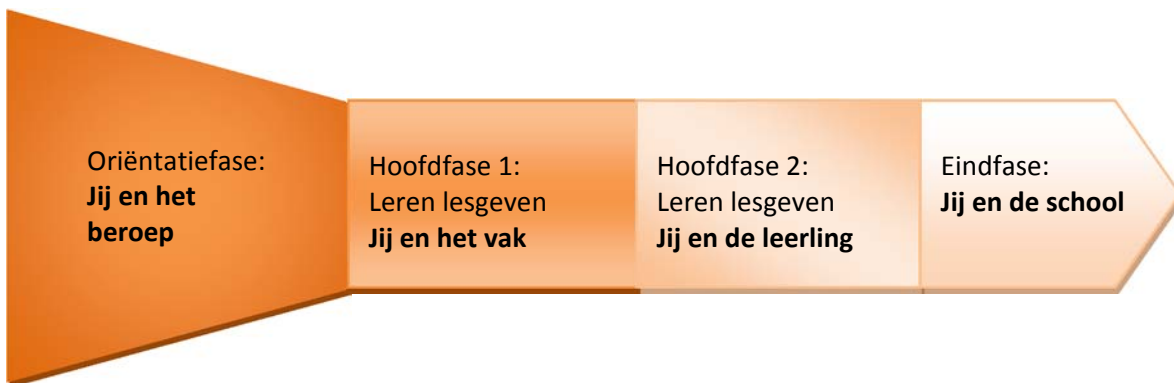 Oriëntatiefase:
Jij en het
beroep
Hoofdfase 1:
Leren lesgeven
Jij en het vak
Hoofdfase 2:
Leren lesgeven
Jij en de leerling
Eindfase:
Jij en de school